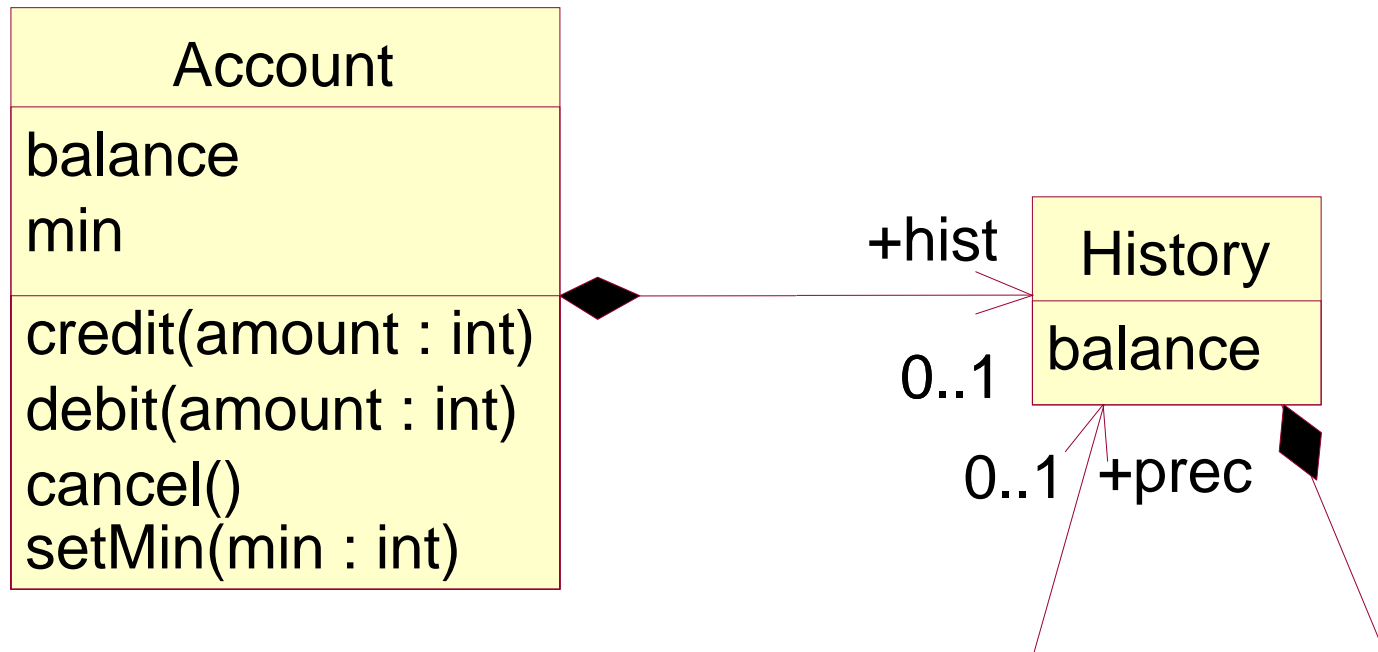 Account
balance
min
credit(amount : int)
debit(amount : int)
cancel()
setMin(min : int)
+hist
0..1
History
balance
0..1
+prec